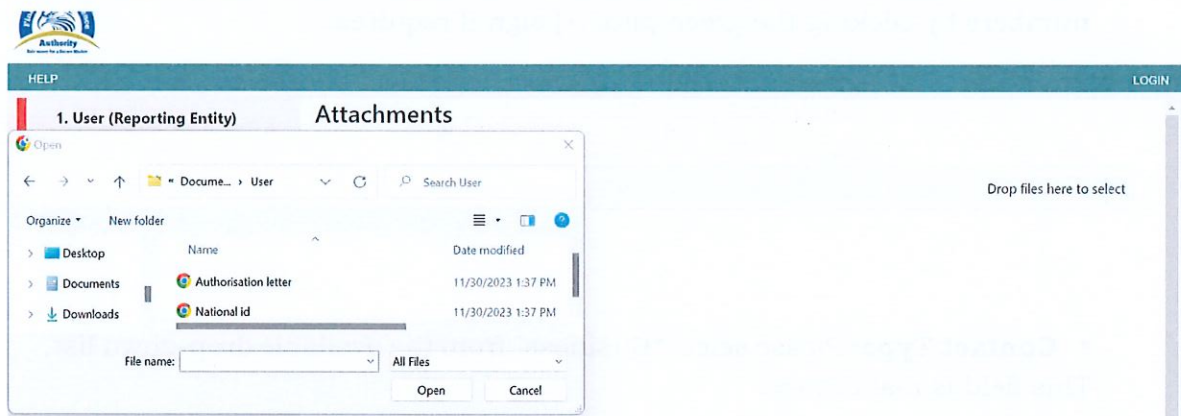 Authority
HELP
LOGIN
1. User (Reporting Entity)
Attachments
Open
Docume... › User
Search User
Drop files here to select
Organize
New folder
Name
Date modified
Desktop
Documents
Downloads
Authorisation letter
11/30/2023 1:37 PM
National id
11/30/2023 1:37 PM
File name:
All Files
Open
Cancel